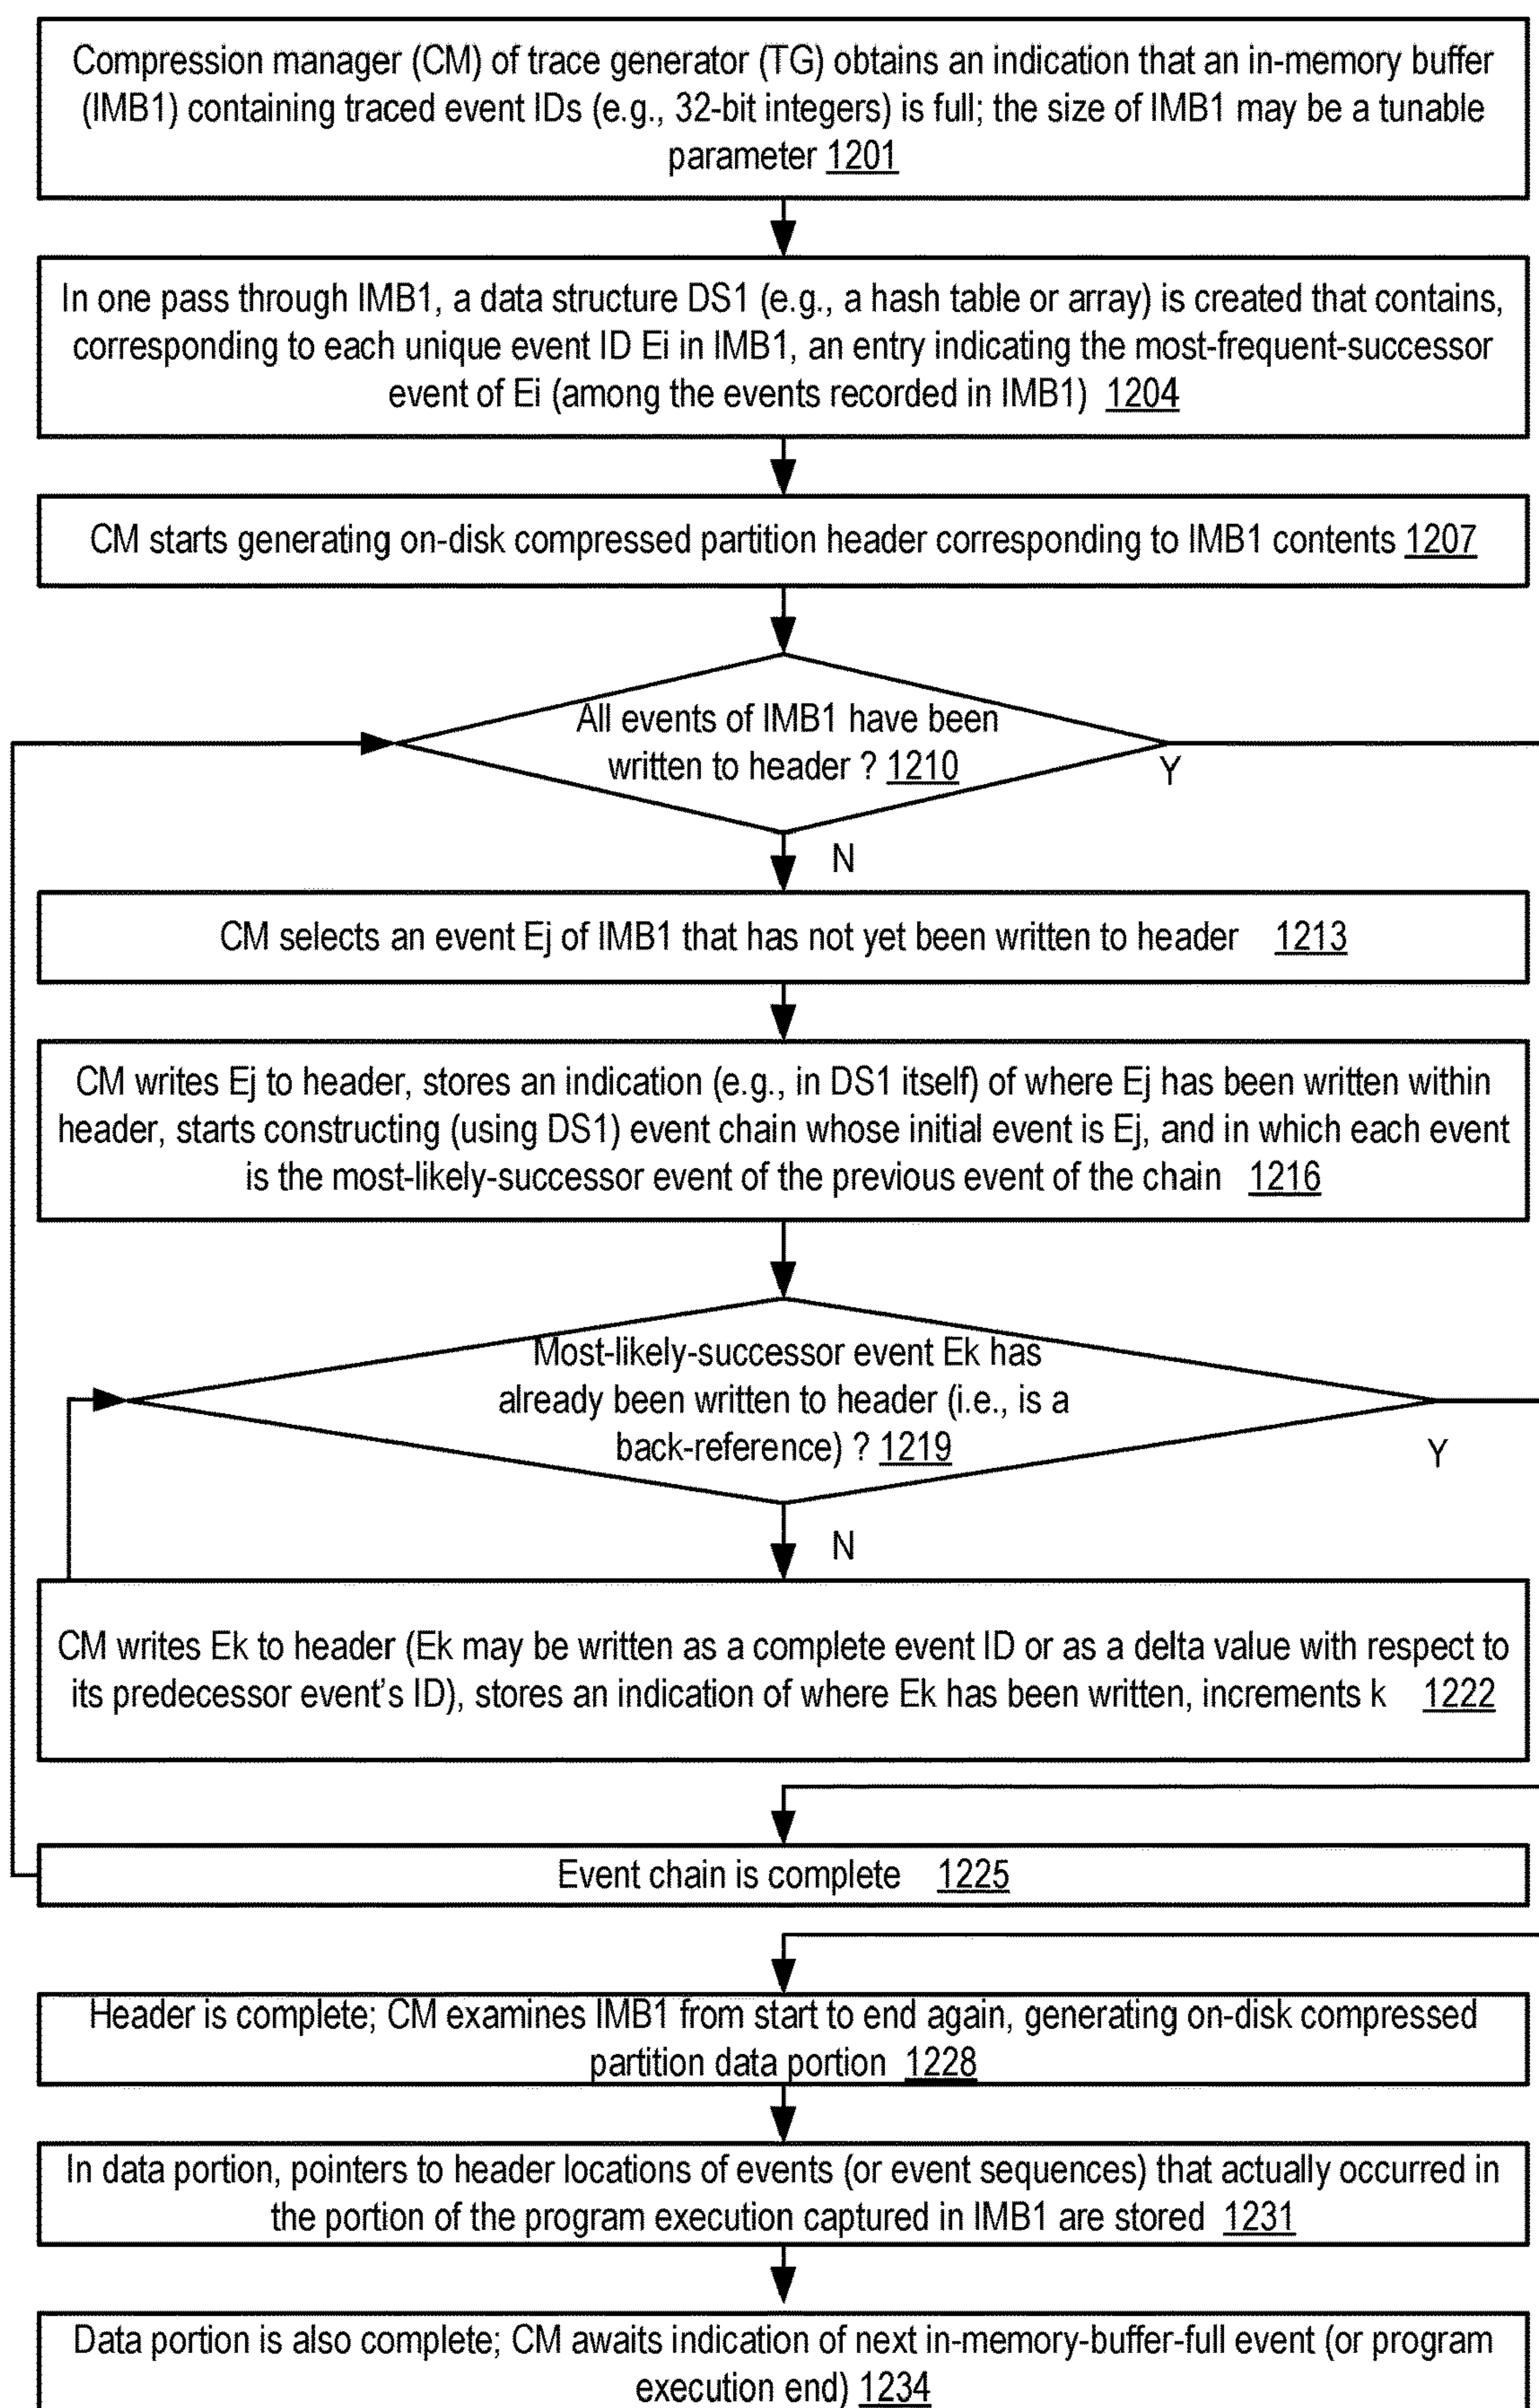 Compression manager (CM) of trace generator (TG) obtains an indication that an in-memory buffer
(IMB1) containing traced event IDs (e.g., 32-bit integers) is full; the size of IMB1 may be a tunable
parameter 1201
In one pass through IMB1, a data structure DS1 (e.g., a hash table or array) is created that contains,
corresponding to each unique event ID Ei in IMB1, an entry indicating the most-frequent-successor
event of Ei (among the events recorded in IMB1) 1204
CM starts generating on-disk compressed partition header corresponding to IMB1 contents 1207
All events of IMB1 have been
written to header ? 1210
Y
N
CM selects an event Ej of IMB1 that has not yet been written to header 1213
CM writes Ej to header, stores an indication (e.g., in DS1 itself) of where Ej has been written within
header, starts constructing (using DS1) event chain whose initial event is Ej, and in which each event
is the most-likely-successor event of the previous event of the chain 1216
Most-likely-successor event Ek has
already been written to header (i.e., is a
back-reference) ? 1219
Y
N
CM writes Ek to header (Ek may be written as a complete event ID or as a delta value with respect to
its predecessor event's ID), stores an indication of where Ek has been written, increments k 1222
Event chain is complete 1225
Header is complete; CM examines IMB1 from start to end again, generating on-disk compressed
partition data portion 1228
In data portion, pointers to header locations of events (or event sequences) that actually occurred in
the portion of the program execution captured in IMB1 are stored 1231
Data portion is also complete; CM awaits indication of next in-memory-buffer-full event (or program
execution end) 1234